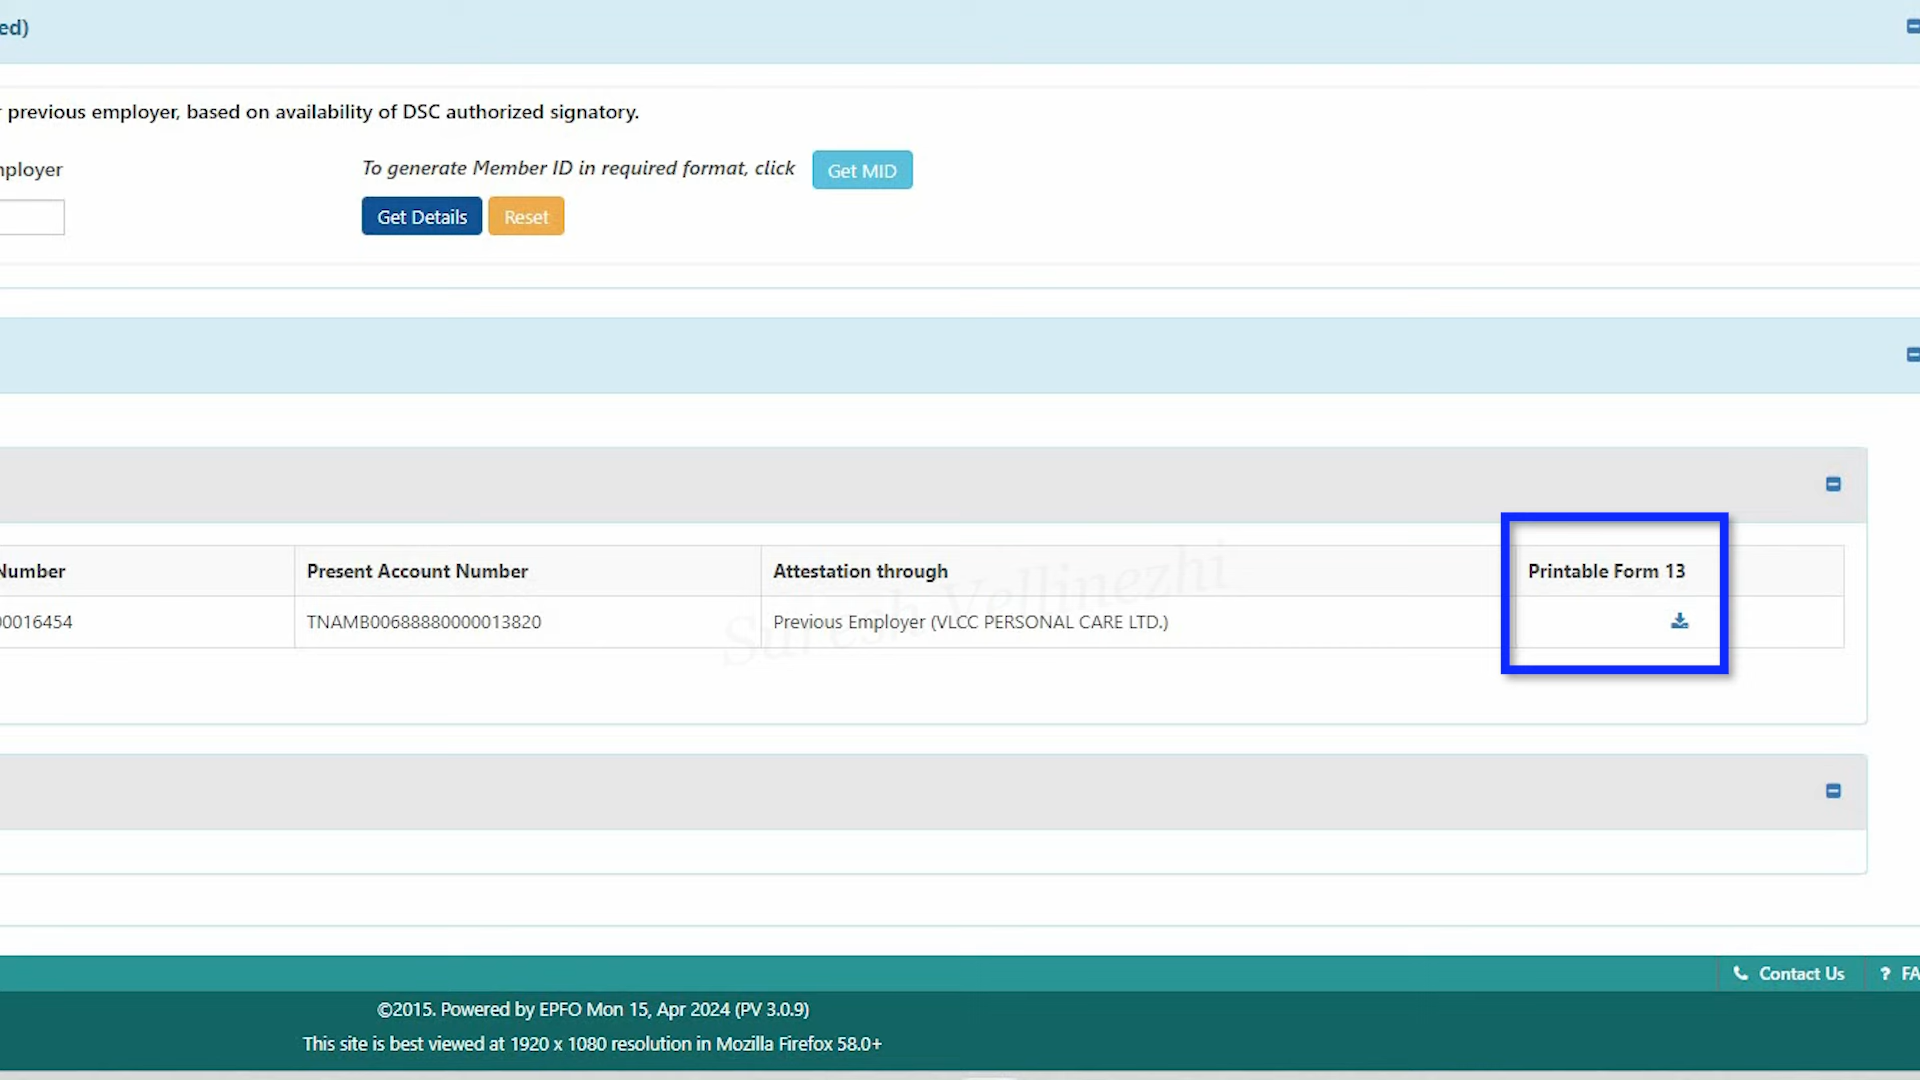 ed)
previous employer, based on availability of DSC authorized signatory.
mployer
To generate Member ID in required format, click Get MID
Get Details Reset
Number Present Account Number Attestation through Printable Form 13
00016454 TNAMB00688880000013820 Previous Employer (VLCC PERSONAL CARE LTD.)
Suresh Vellinezhi
Contact Us ? FA
©2015. Powered by EPFO Mon 15, Apr 2024 (PV 3.0.9)
This site is best viewed at 1920 x 1080 resolution in Mozilla Firefox 58.0+